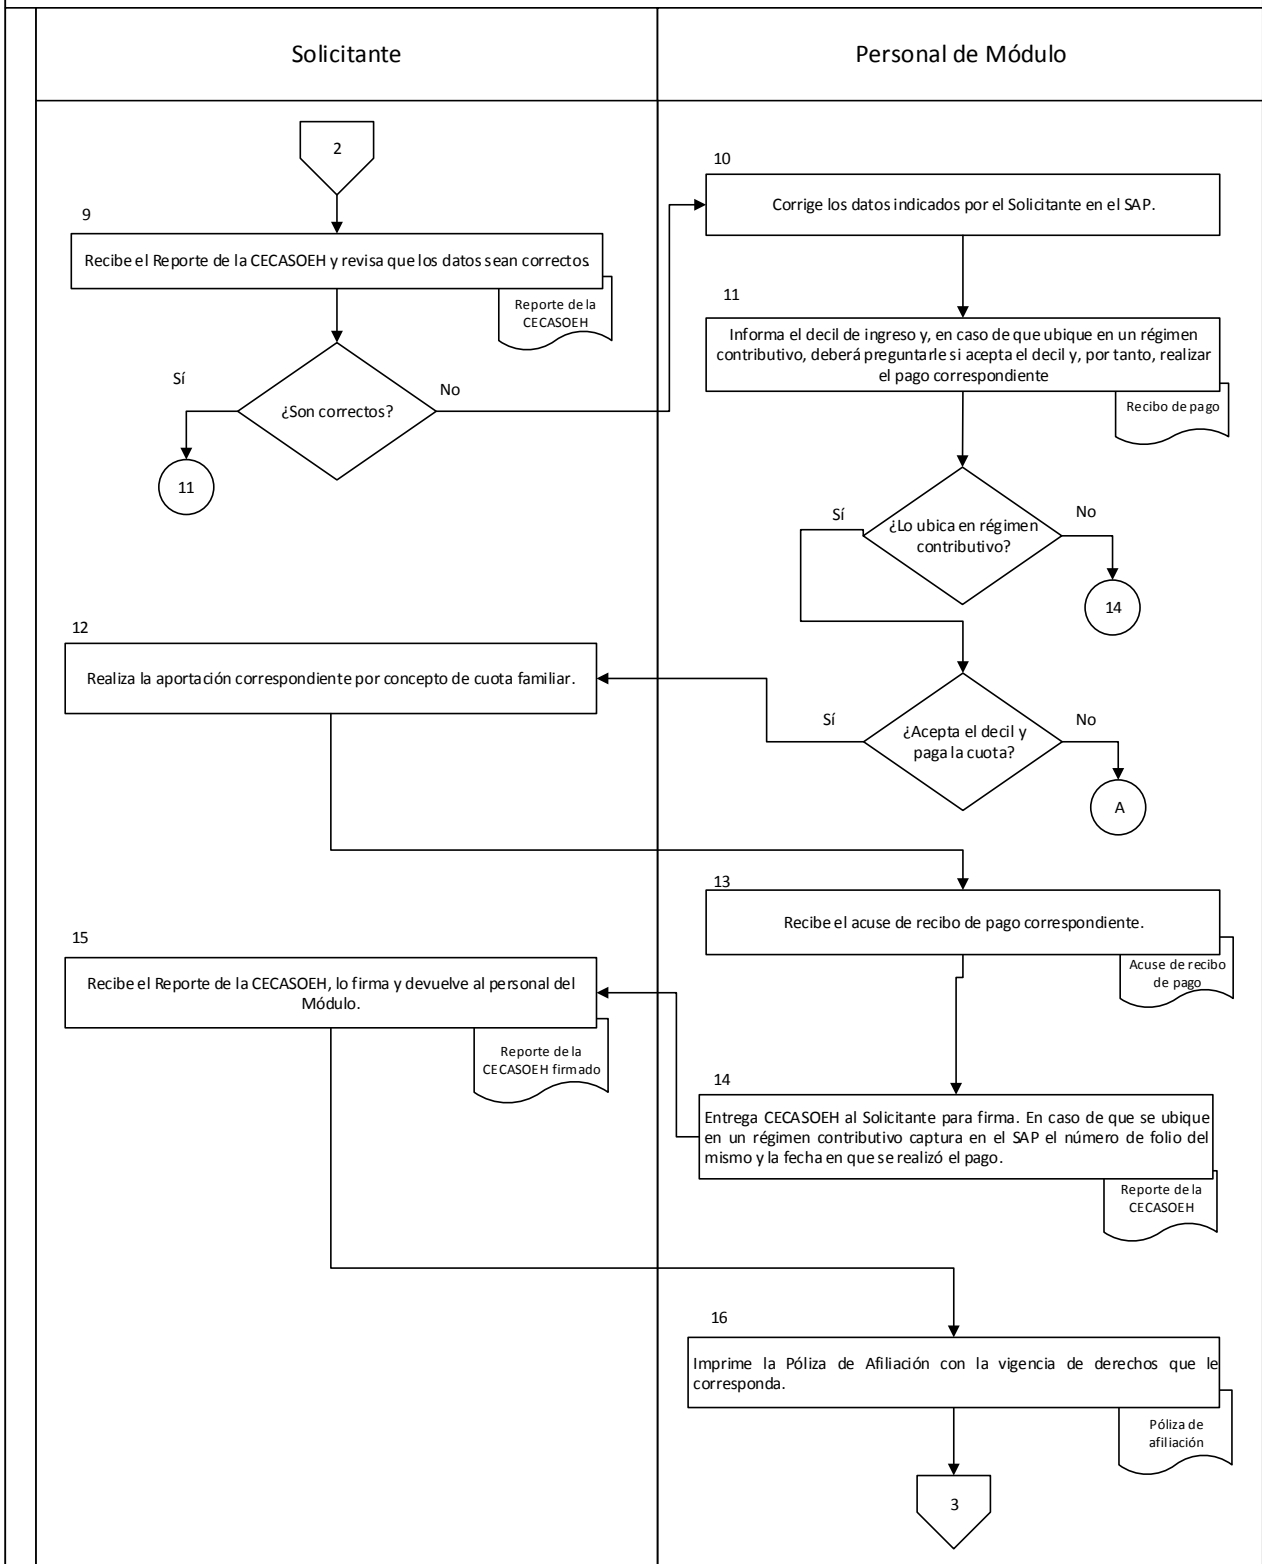 Solicitante
Personal de Módulo
2
9
Recibe el Reporte de la CECASOEH y revisa que los datos sean correctos.
Reporte de la
CECASOEH
¿Son correctos?
Sí
No
11
10
Corrige los datos indicados por el Solicitante en el SAP.
11
Informa el decil de ingreso y, en caso de que ubique en un régimen
contributivo, deberá preguntarle si acepta el decil y, por tanto, realizar
el pago correspondiente
Recibo de pago
¿Lo ubica en régimen
contributivo?
Sí
No
14
12
Realiza la aportación correspondiente por concepto de cuota familiar.
¿Acepta el decil y
paga la cuota?
Sí
No
A
13
Recibe el acuse de recibo de pago correspondiente.
Acuse de recibo
de pago
15
Recibe el Reporte de la CECASOEH, lo firma y devuelve al personal del
Módulo.
Reporte de la
CECASOEH firmado
14
Entrega CECASOEH al Solicitante para firma. En caso de que se ubique
en un régimen contributivo captura en el SAP el número de folio del
mismo y la fecha en que se realizó el pago.
Reporte de la
CECASOEH
16
Imprime la Póliza de Afiliación con la vigencia de derechos que le
corresponda.
Póliza de
afiliación
3